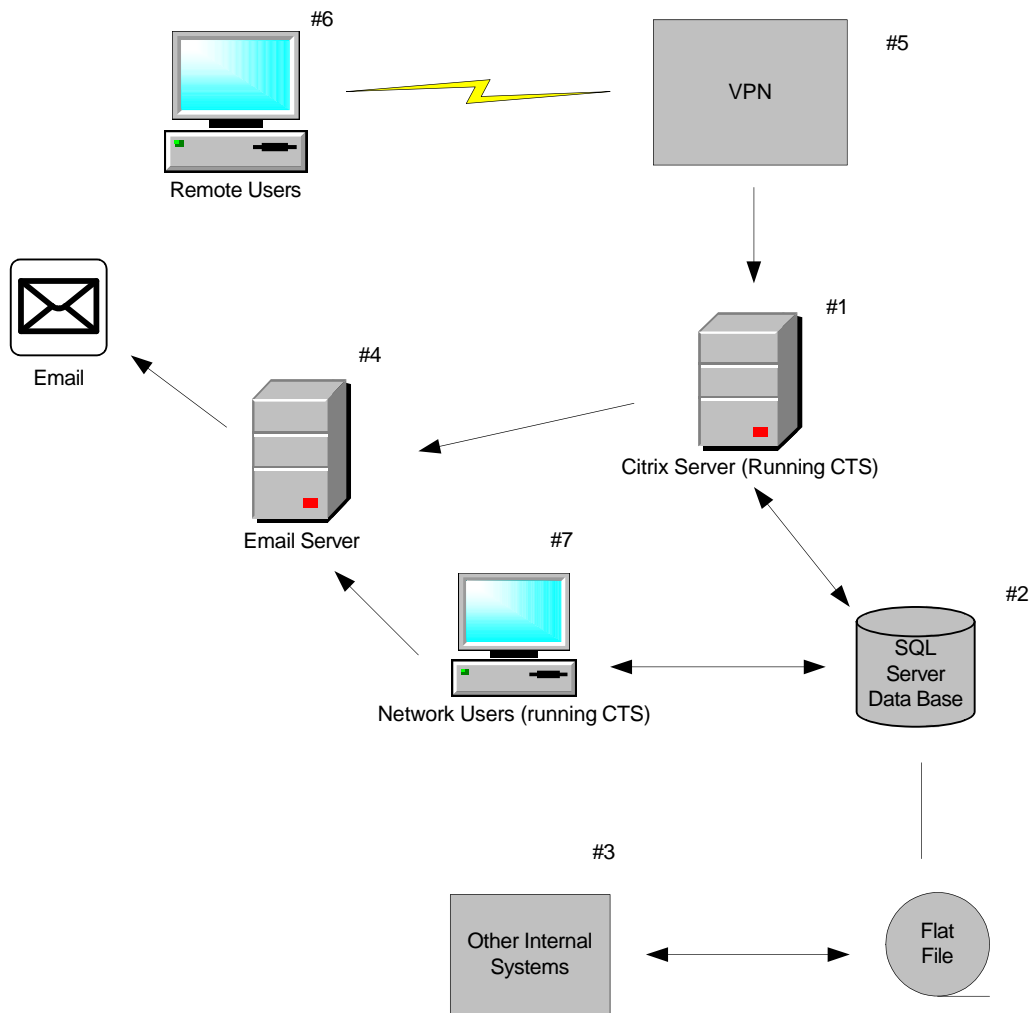 #6
#5
VPN
Remote Users
#1
#4
Email
Citrix Server (Running CTS)
Email Server
#7
#2
SQL
Server
Data Base
Network Users (running CTS)
#3
Other Internal
Systems
Flat
File